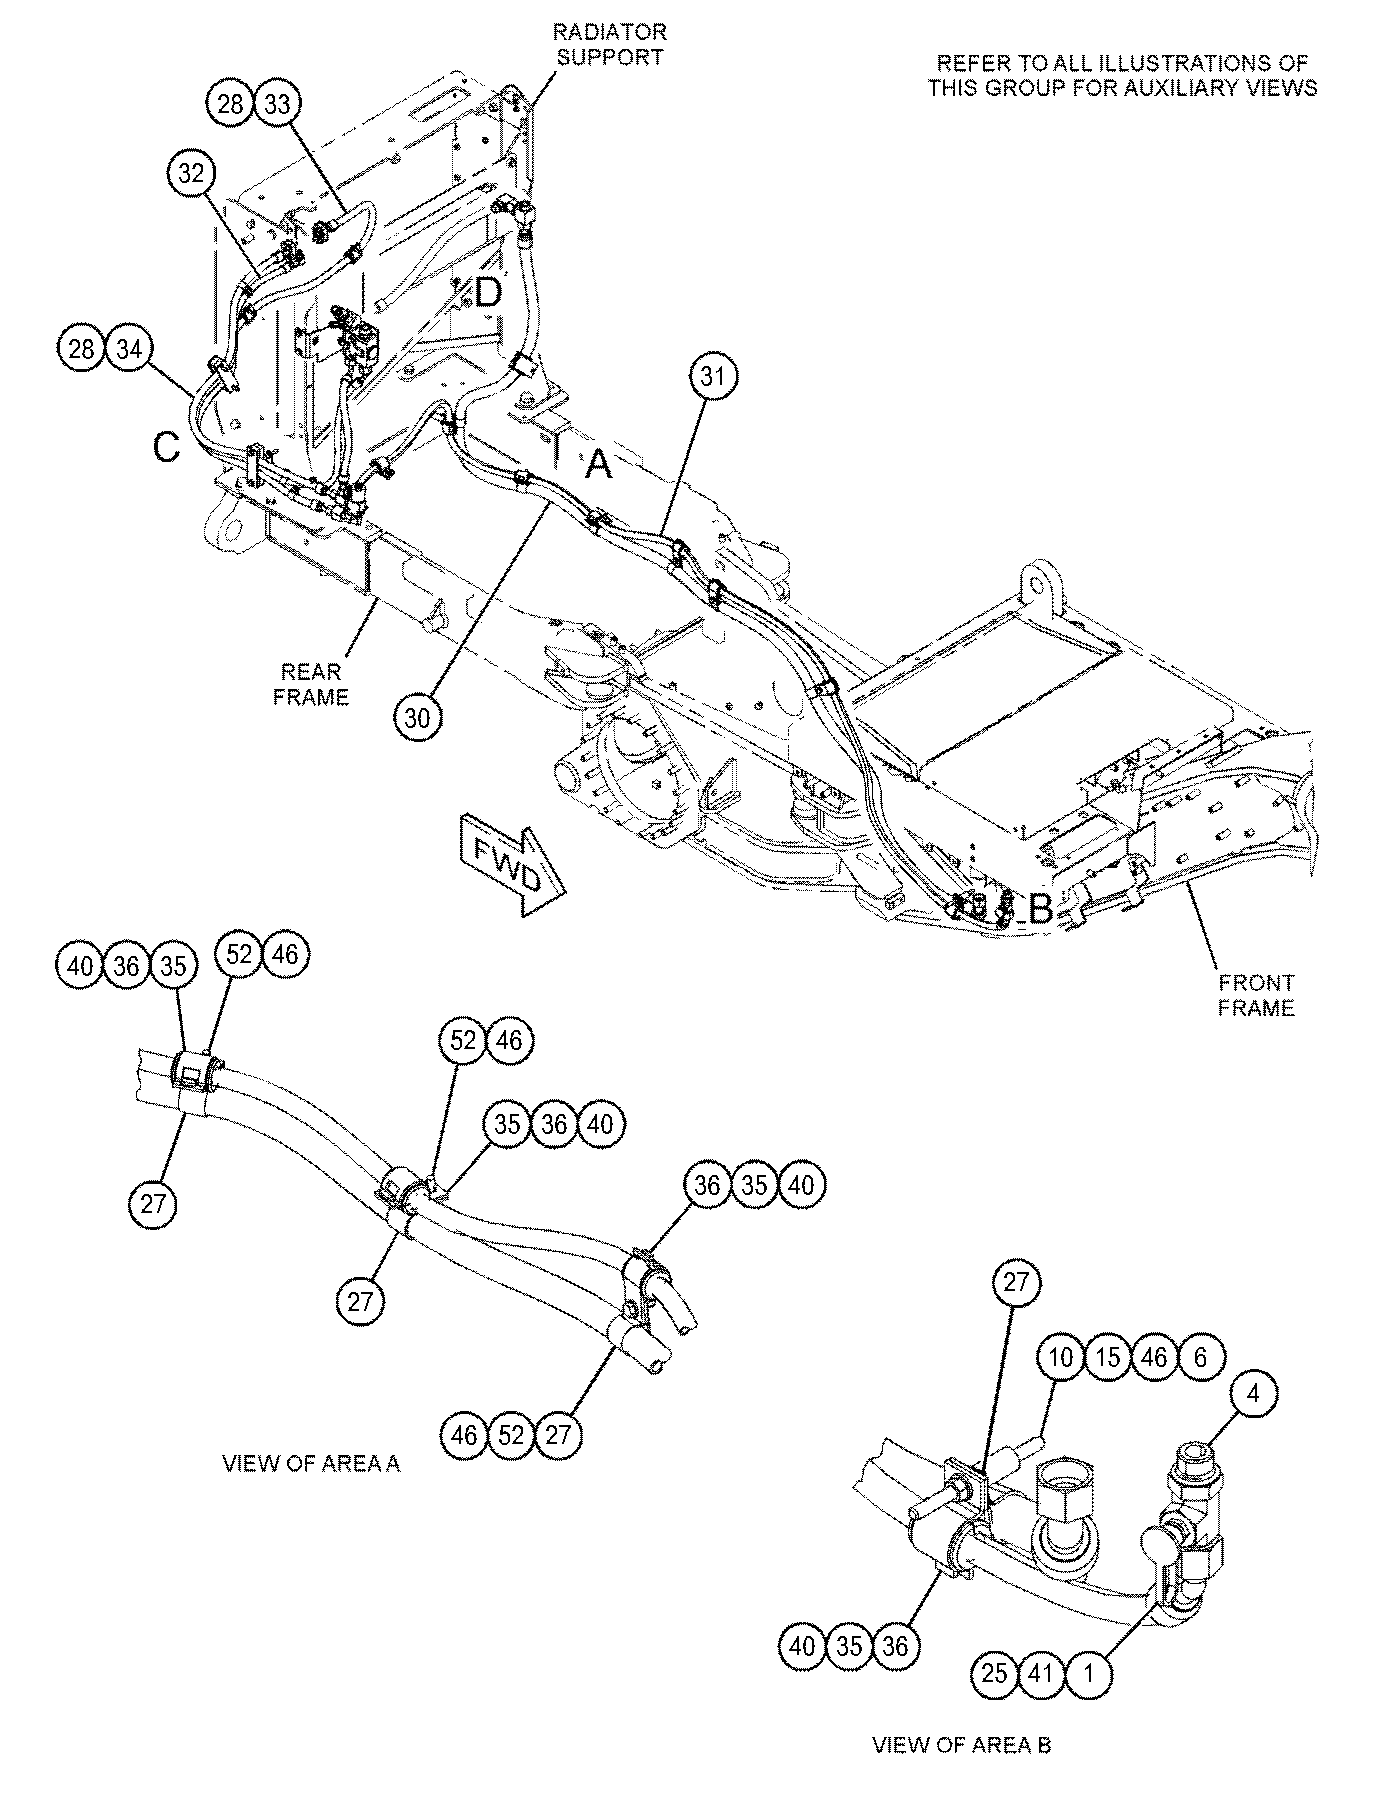 RADIATOR
SUPPORT
REFER TO ALL ILLUSTRATIONS OF
THIS GROUP FOR AUXILIARY VIEWS
28 33
32
D
28 34
31
C
A
REAR
FRAME
30
FWD
B
FRONT
FRAME
40 36 35
52 46
52 46
35 36 40
36 35 40
27
27
46 52 27
VIEW OF AREA A
27
10 15 46 6
4
40 35 36
25 41 1
VIEW OF AREA B